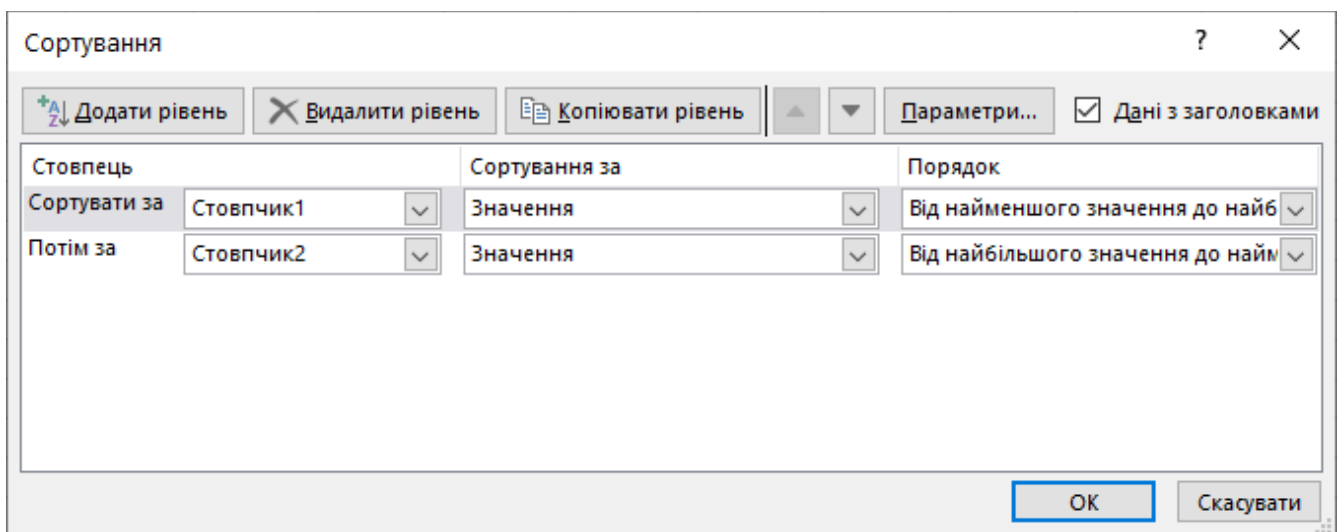 Сортування ?
Додати рівень Видалити рівень Копіювати рівень Параметри... Дані з заголовками
Стовпець Сортування за Порядок
Сортувати за Стовпчик1 Значення Від найменшого значення до найб
Потім за Стовпчик2 Значення Від найбільшого значення до найм
ОК Скасувати